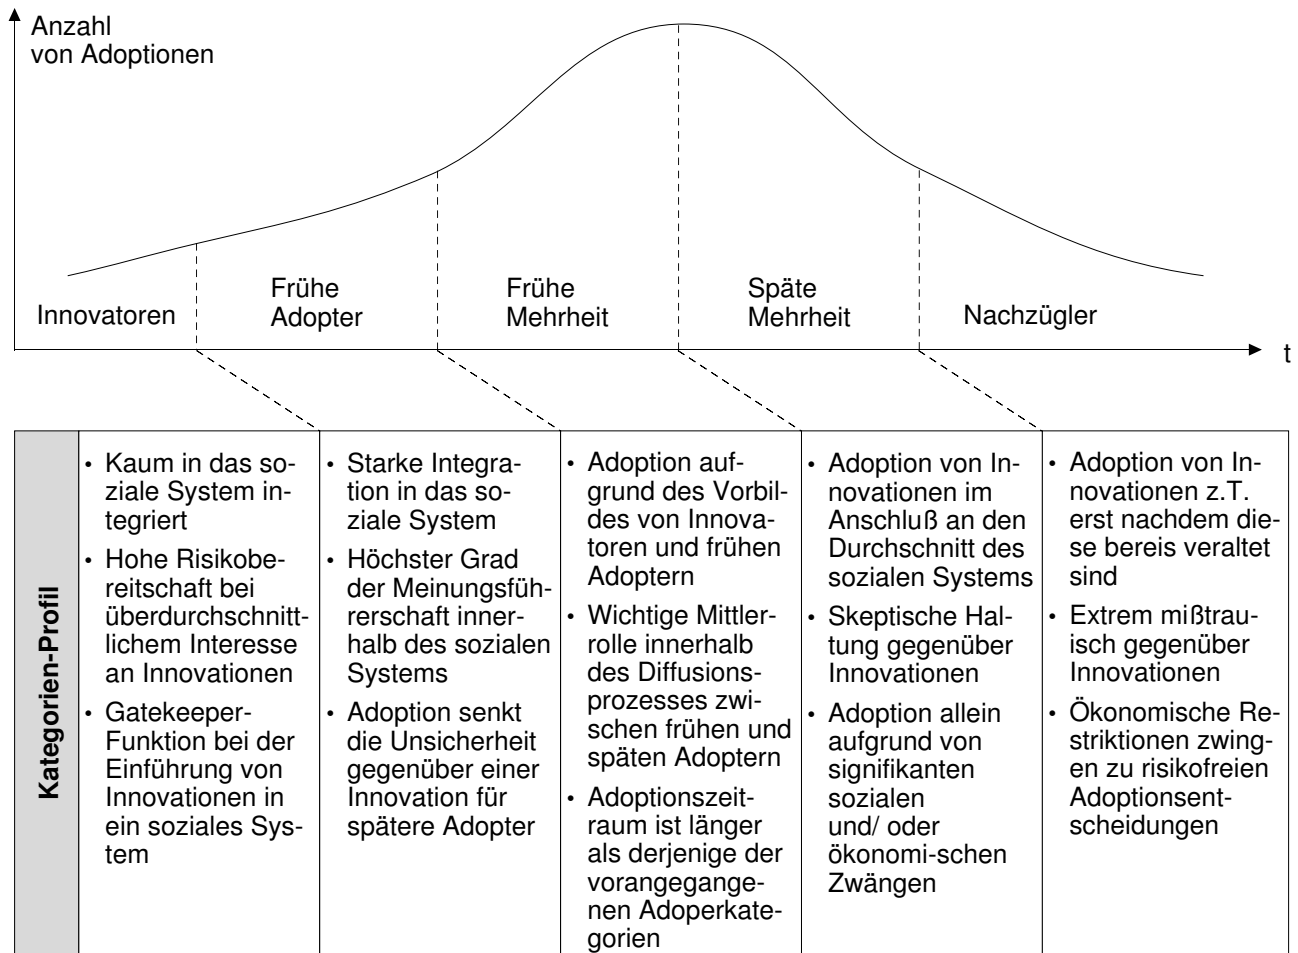 Anzahl
von Adoptionen
Innovatoren
Frühe
Adopter
Frühe
Mehrheit
Späte
Mehrheit
Nachzügler
t
Kategorien-Profil
• Kaum in das so-
ziale System in-
tegriert
• Hohe Risikobe-
reitschaft bei
überdurchschnitt-
lichem Interesse
an Innovationen
• Gatekeeper-
Funktion bei der
Einführung von
Innovationen in
ein soziales Sys-
tem
• Starke Integra-
tion in das so-
ziale System
• Höchster Grad
der Meinungsfüh-
rerschaft inner-
halb des sozialen
Systems
• Adoption senkt
die Unsicherheit
gegenüber einer
Innovation für
spätere Adopter
• Adoption auf-
grund des Vorbil-
des von Innova-
toren und frühen
Adoptern
• Wichtige Mittler-
rolle innerhalb
des Diffusions-
prozesses zwi-
schen frühen und
späten Adoptern
• Adoptionszeit-
raum ist länger
als derjenige der
vorangegange-
nen Adoperkate-
gorien
• Adoption von In-
novationen im
Anschluß an den
Durchschnitt des
sozialen Systems
• Skeptische Hal-
tung gegenüber
Innovationen
• Adoption allein
aufgrund von
signifikanten
sozialen
und/ oder
ökonomi-schen
Zwängen
• Adoption von In-
novationen z.T.
erst nachdem die-
se bereis veraltet
sind
• Extrem mißtrau-
isch gegenüber
Innovationen
• Ökonomische Re-
striktionen zwing-
en zu risikofreien
Adoptionsent-
scheidungen